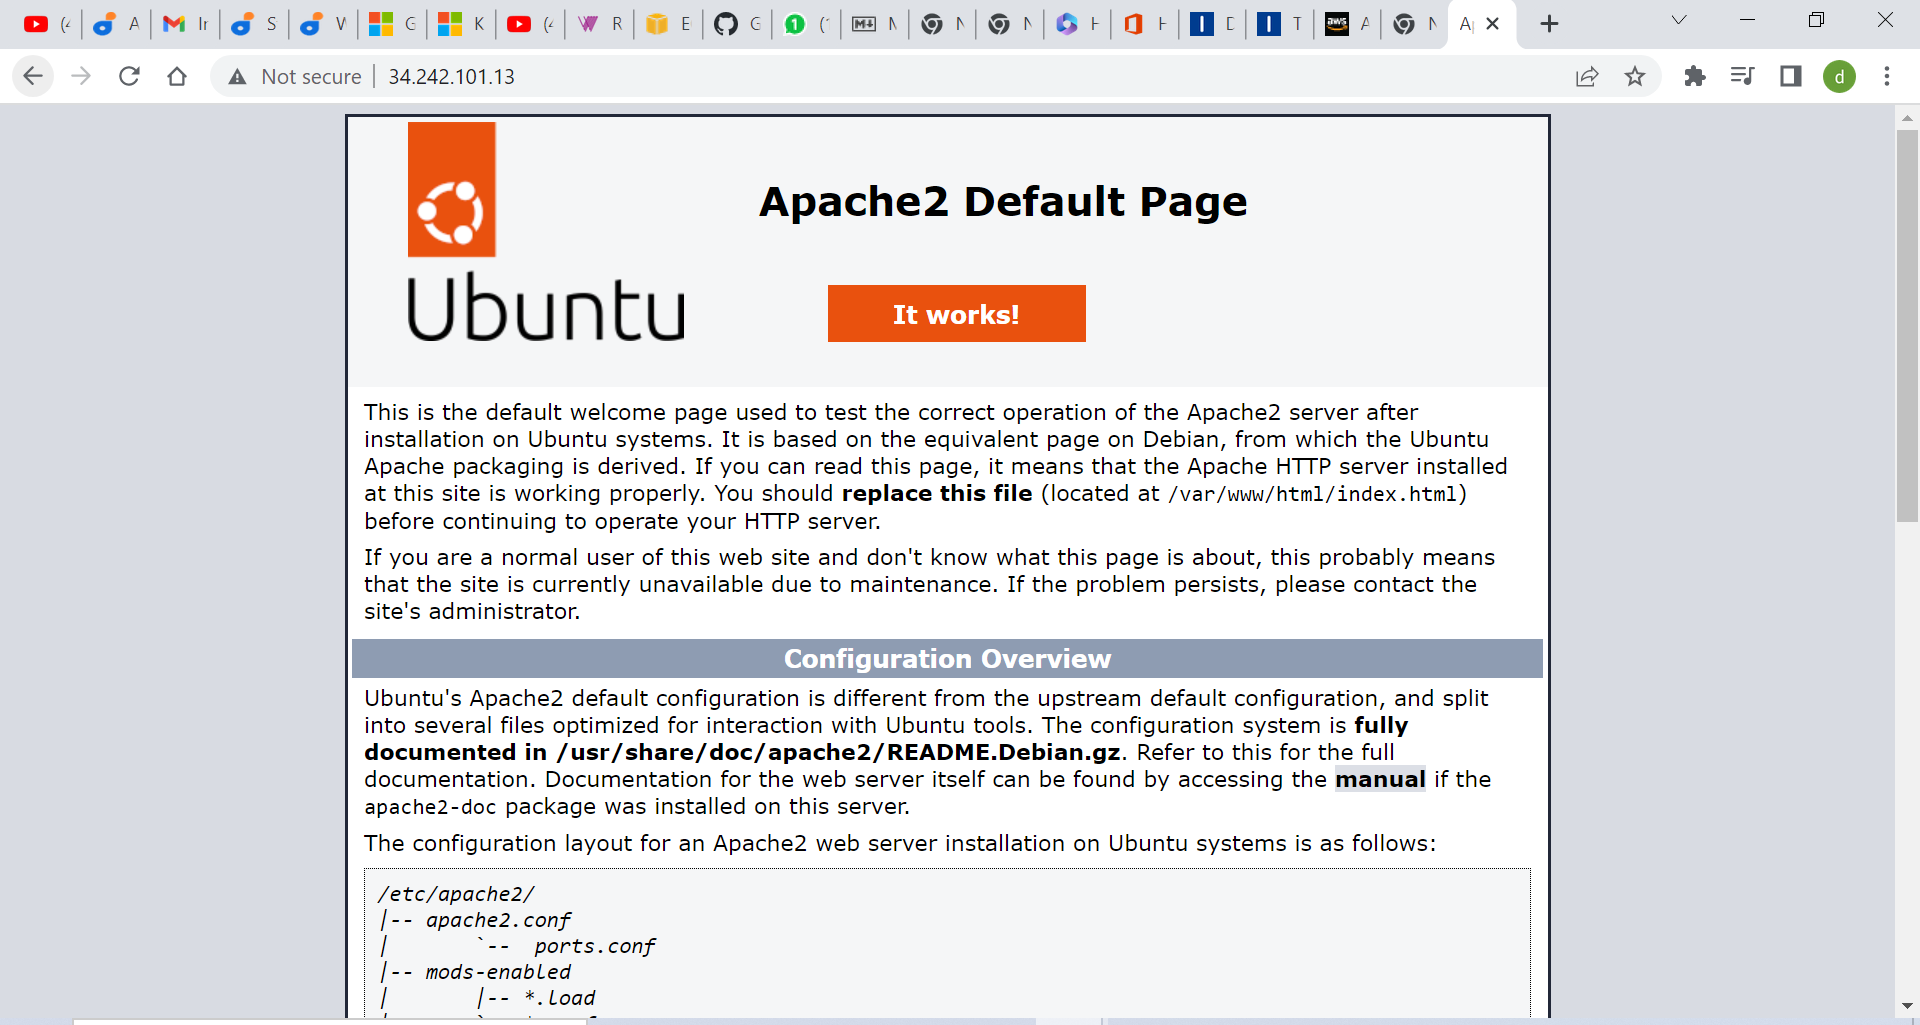 Not secure
34.242.101.13
d
Ubuntu
Apache2 Default Page
It works!
This is the default welcome page used to test the correct operation of the Apache2 server after
installation on Ubuntu systems. It is based on the equivalent page on Debian, from which the Ubuntu
Apache packaging is derived. If you can read this page, it means that the Apache HTTP server installed
at this site is working properly. You should replace this file (located at /var/www/html/index.html)
before continuing to operate your HTTP server.
If you are a normal user of this web site and don't know what this page is about, this probably means
that the site is currently unavailable due to maintenance. If the problem persists, please contact the
site's administrator.
Configuration Overview
Ubuntu's Apache2 default configuration is different from the upstream default configuration, and split
into several files optimized for interaction with Ubuntu tools. The configuration system is fully
documented in /usr/share/doc/apache2/README.Debian.gz. Refer to this for the full
documentation. Documentation for the web server itself can be found by accessing the manual if the
apache2-doc package was installed on this server.
The configuration layout for an Apache2 web server installation on Ubuntu systems is as follows:
/etc/apache2/
|-- apache2.conf
|       `--  ports.conf
|-- mods-enabled
|       |-- *.load